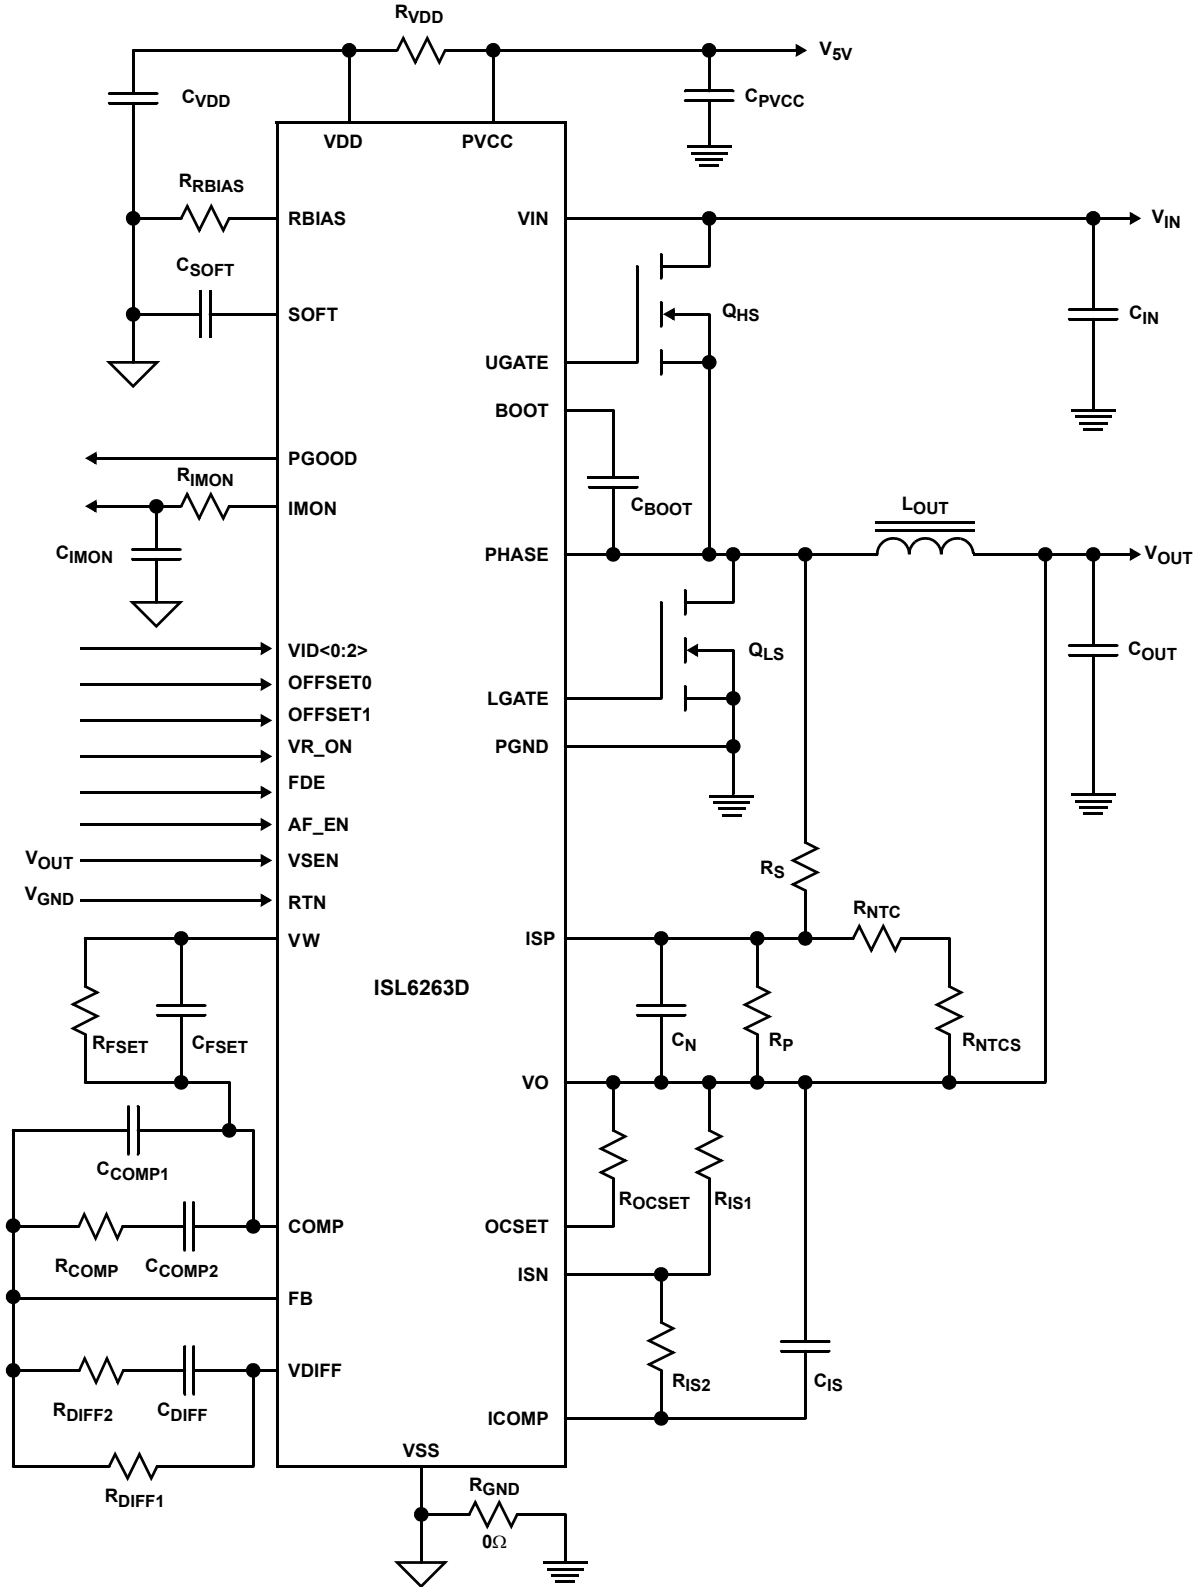 RVDD
V5V
CVDD
CPVCC
VDD
PVCC
RRBIAS
RBIAS
VIN
VIN
CSOFT
SOFT
QHS
CIN
UGATE
BOOT
PGOOD
RIMON
IMON
CBOOT
LOUT
CIMON
PHASE
VOUT
VID<0:2>
QLS
COUT
OFFSET0
LGATE
OFFSET1
VR_ON
PGND
FDE
AF_EN
VOUT
VSEN
RS
VGND
RTN
RNTC
VW
ISP
ISL6263D
RFSET
CFSET
CN
RP
RNTCS
VO
CCOMP1
ROCSET
RIS1
COMP
OCSET
RCOMP
CCOMP2
ISN
FB
VDIFF
RIS2
CIS
RDIFF2
CDIFF
ICOMP
VSS
RDIFF1
RGND
0Ω